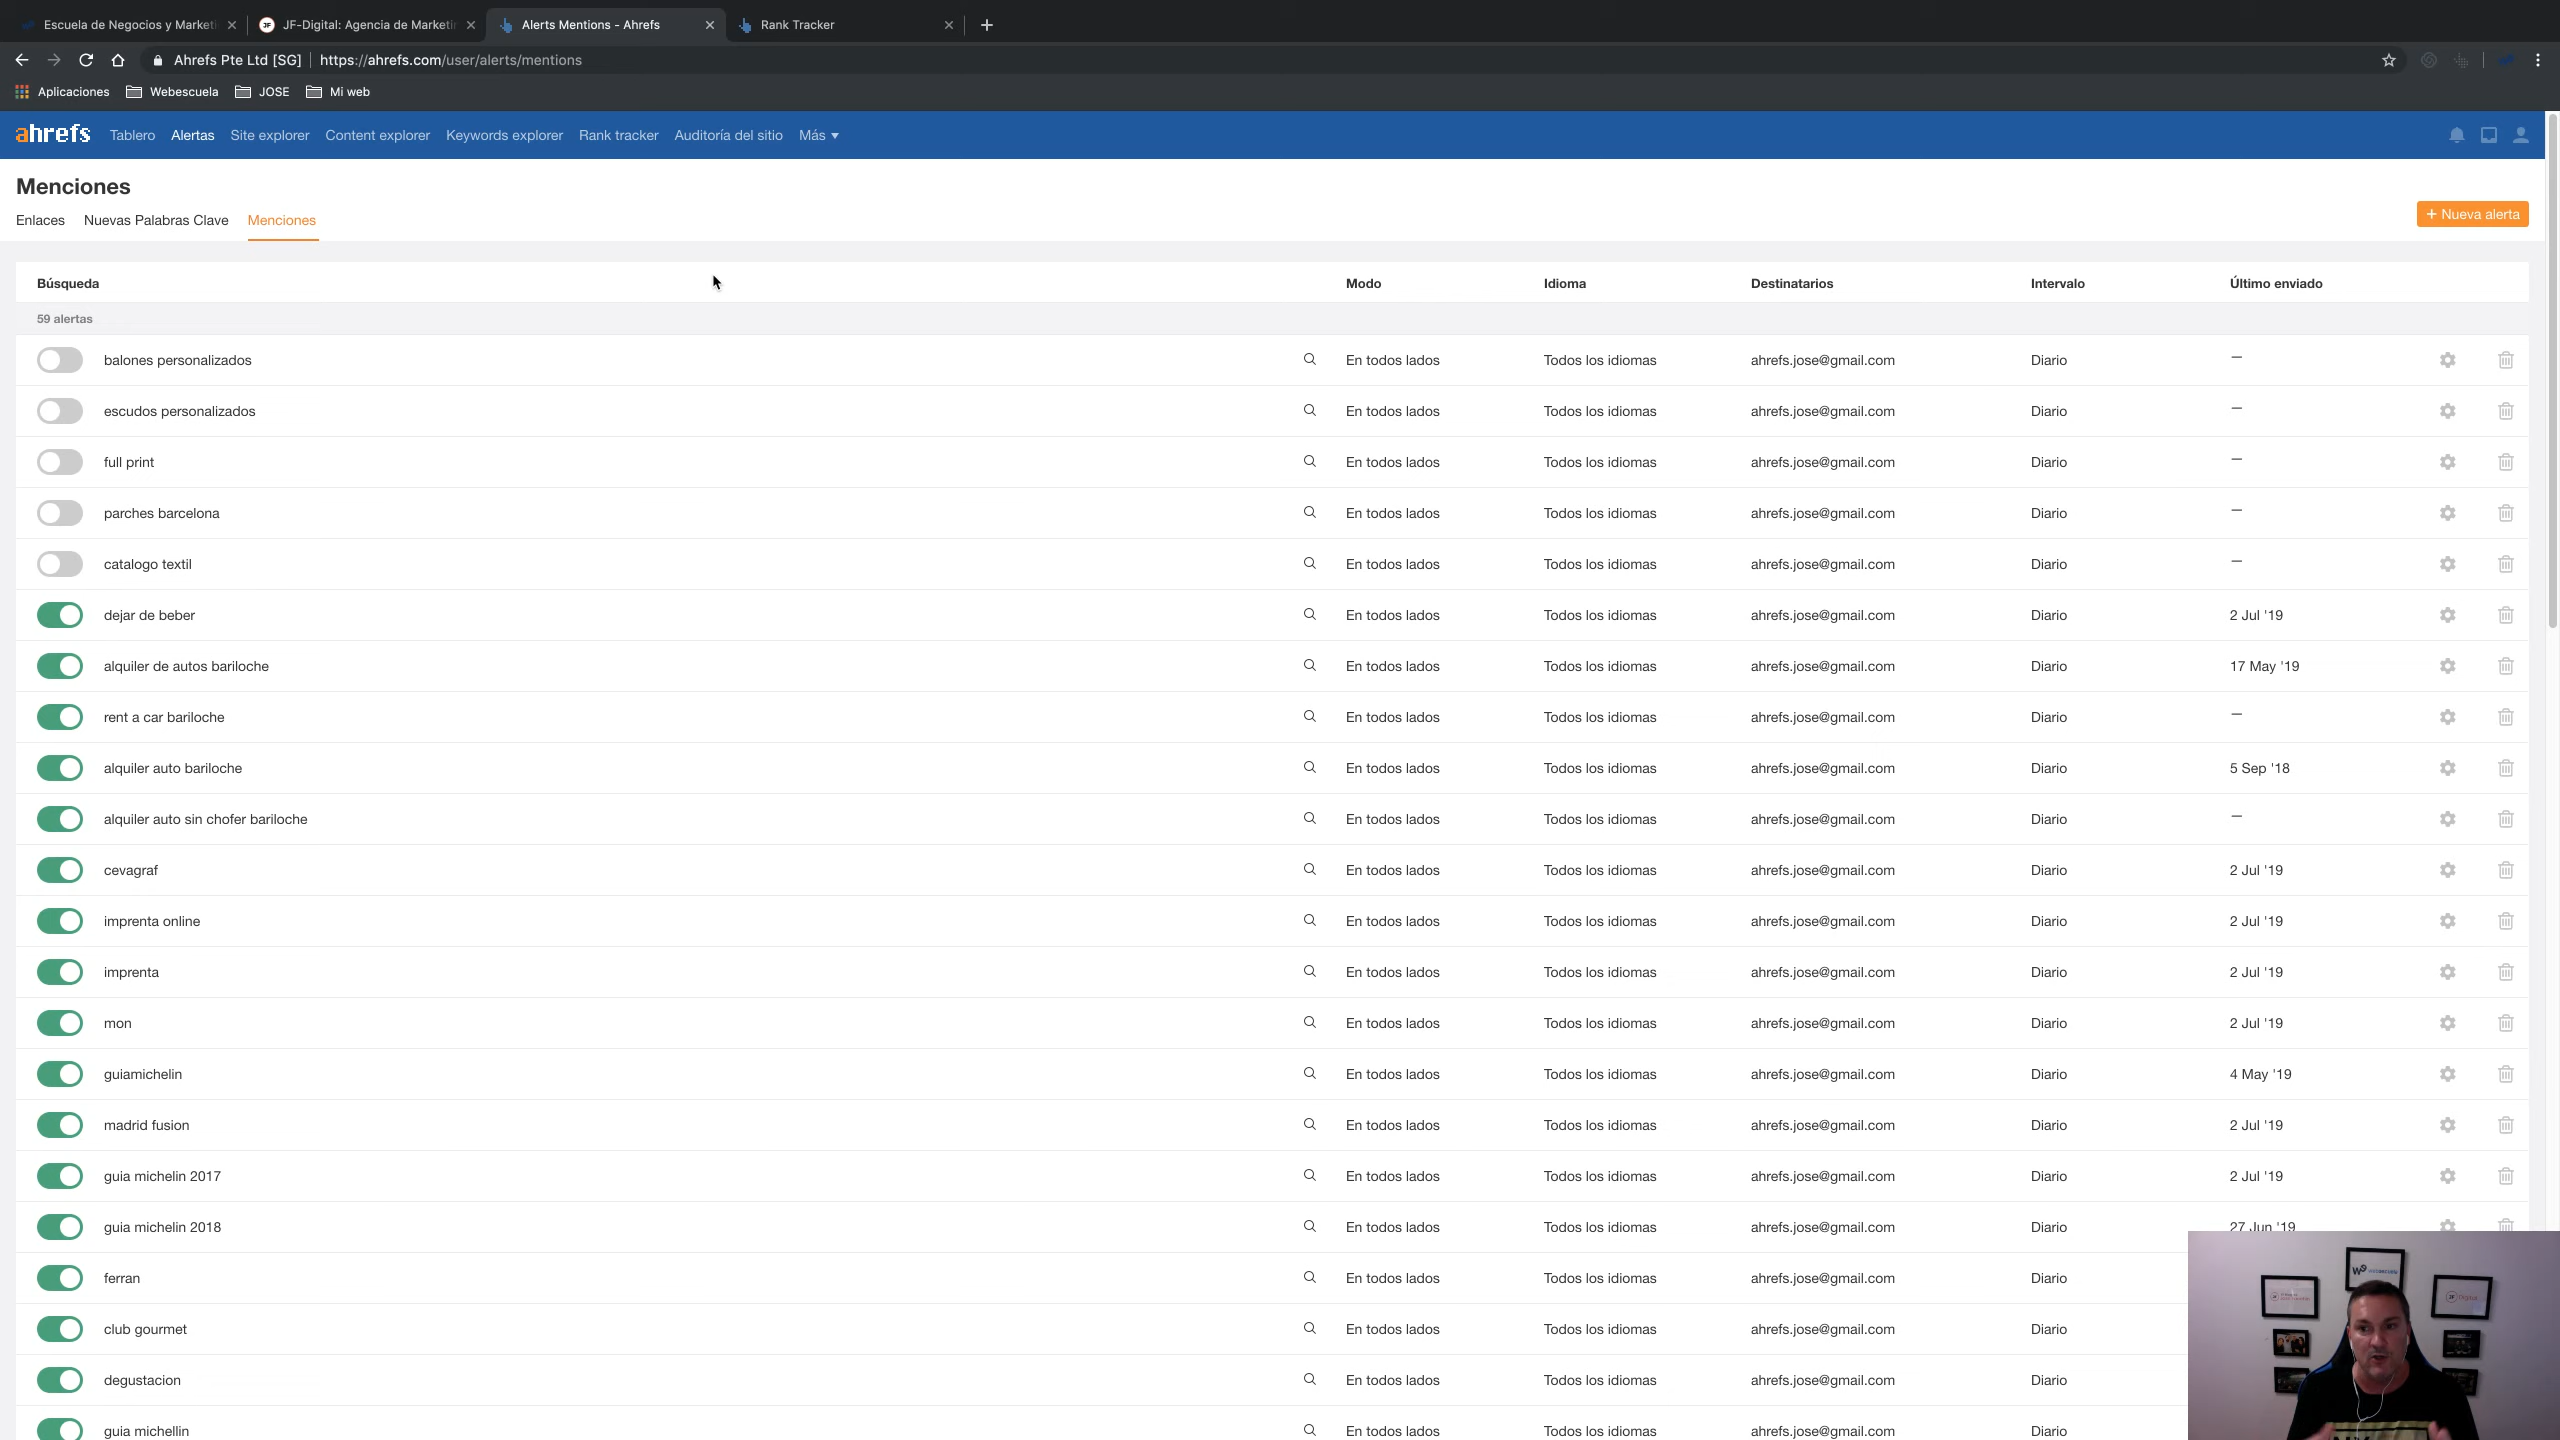 Escuela de Negocios y Marketi
JF-Digital: Agencia de Marketin
Alerts Mentions - Ahrefs
Rank Tracker
Ahrefs Pte Ltd [SG] | https://ahrefs.com/user/alerts/mentions
Aplicaciones Webescuela JOSE Mi web
ahrefs Tablero Alertas Site explorer Content explorer Keywords explorer Rank tracker Auditoría del sitio Más
Menciones
Enlaces Nuevas Palabras Clave Menciones
+ Nueva alerta
Búsqueda Modo Idioma Destinatarios Intervalo Último enviado
59 alertas
balones personalizados En todos lados Todos los idiomas ahrefs.jose@gmail.com Diario —
escudos personalizados En todos lados Todos los idiomas ahrefs.jose@gmail.com Diario —
full print En todos lados Todos los idiomas ahrefs.jose@gmail.com Diario —
parches barcelona En todos lados Todos los idiomas ahrefs.jose@gmail.com Diario —
catalogo textil En todos lados Todos los idiomas ahrefs.jose@gmail.com Diario —
dejar de beber En todos lados Todos los idiomas ahrefs.jose@gmail.com Diario 2 Jul '19
alquiler de autos bariloche En todos lados Todos los idiomas ahrefs.jose@gmail.com Diario 17 May '19
rent a car bariloche En todos lados Todos los idiomas ahrefs.jose@gmail.com Diario —
alquiler auto bariloche En todos lados Todos los idiomas ahrefs.jose@gmail.com Diario 5 Sep '18
alquiler auto sin chofer bariloche En todos lados Todos los idiomas ahrefs.jose@gmail.com Diario —
cevagraf En todos lados Todos los idiomas ahrefs.jose@gmail.com Diario 2 Jul '19
imprenta online En todos lados Todos los idiomas ahrefs.jose@gmail.com Diario 2 Jul '19
imprenta En todos lados Todos los idiomas ahrefs.jose@gmail.com Diario 2 Jul '19
mon En todos lados Todos los idiomas ahrefs.jose@gmail.com Diario 2 Jul '19
guiamichelin En todos lados Todos los idiomas ahrefs.jose@gmail.com Diario 4 May '19
madrid fusion En todos lados Todos los idiomas ahrefs.jose@gmail.com Diario 2 Jul '19
guia michelin 2017 En todos lados Todos los idiomas ahrefs.jose@gmail.com Diario 2 Jul '19
guia michelin 2018 En todos lados Todos los idiomas ahrefs.jose@gmail.com Diario 27 Jun '19
ferran En todos lados Todos los idiomas ahrefs.jose@gmail.com Diario
club gourmet En todos lados Todos los idiomas ahrefs.jose@gmail.com Diario
degustacion En todos lados Todos los idiomas ahrefs.jose@gmail.com Diario
guia michellin En todos lados Todos los idiomas ahrefs.jose@gmail.com Diario